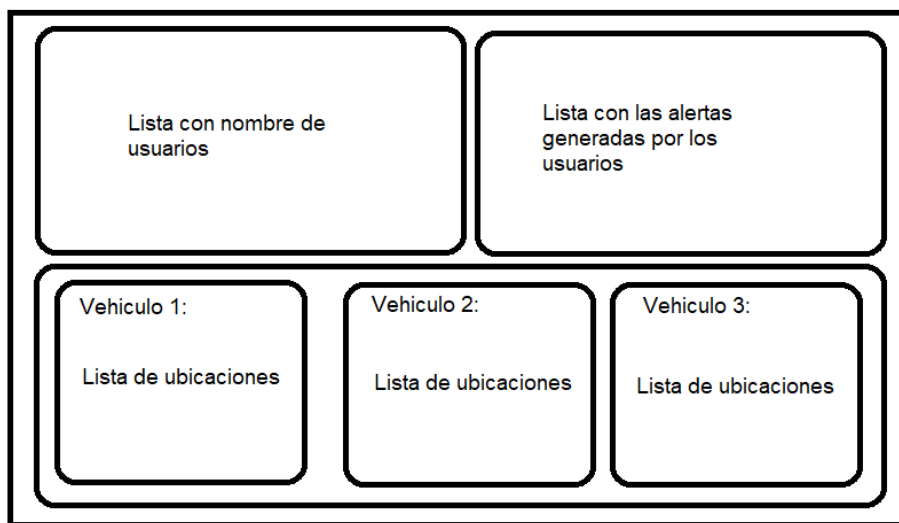 Lista con nombre de
usuarios
Lista con las alertas
generadas por los
usuarios
Vehiculo 1:
Lista de ubicaciones
Vehiculo 2:
Lista de ubicaciones
Vehiculo 3:
Lista de ubicaciones